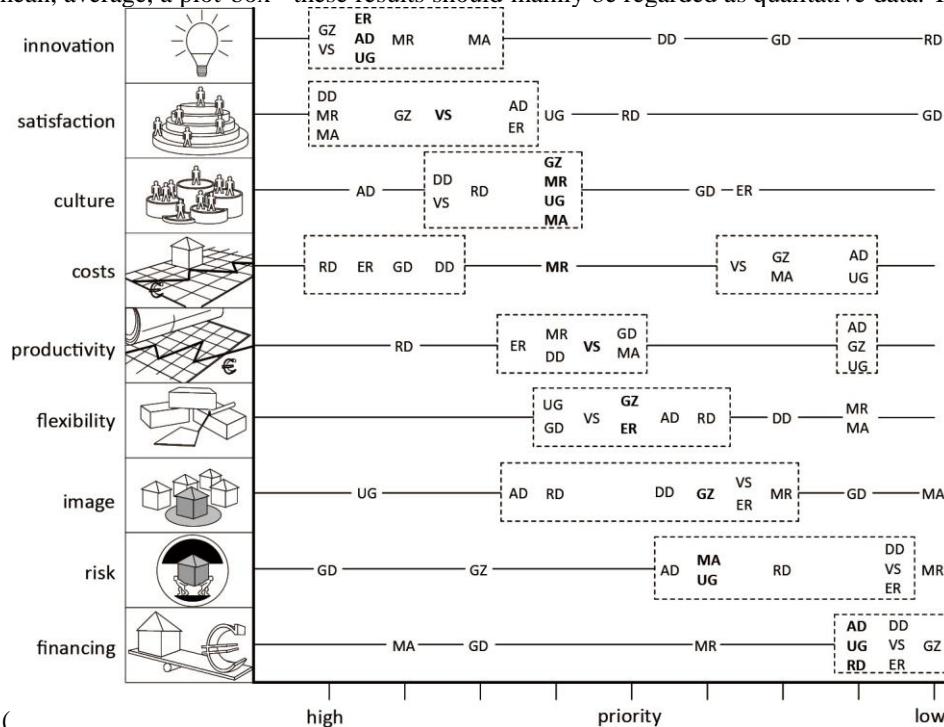 mean, average, a plot-box - these results should mainly be regarded as qualitative data.
ER
GZ
innovation AD MR MA DD GD RD
VS
UG
DD
AD
satisfaction MR GZ VS UG RD GD
ER
MA
GZ
DD MR
culture AD RD GD ER
VS UG
MA
GZ AD
costs RD ER GD DD MR VS
MA UG
€
AD
MR GD
productivity RD ER VS GZ
DD MA
€ UG
UG GZ MR
flexibility VS AD RD DD
GD ER MA
VS
image UG AD RD DD GZ MR GD MA
ER
DD
MA
risk GD GZ AD RD VS MR
UG
ER
AD DD
financing MA GD MR UG VS GZ
RD ER
( high priority low